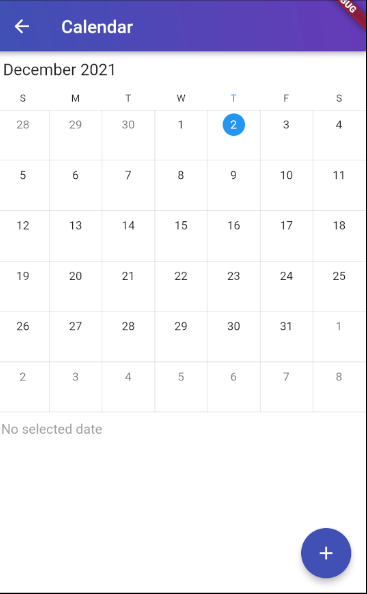 Calendar
December 2021
S M T W T F S
28 29 30 1 2 3 4
5 6 7 8 9 10 11
12 13 14 15 16 17 18
19 20 21 22 23 24 25
26 27 28 29 30 31 1
2 3 4 5 6 7 8
No selected date
+